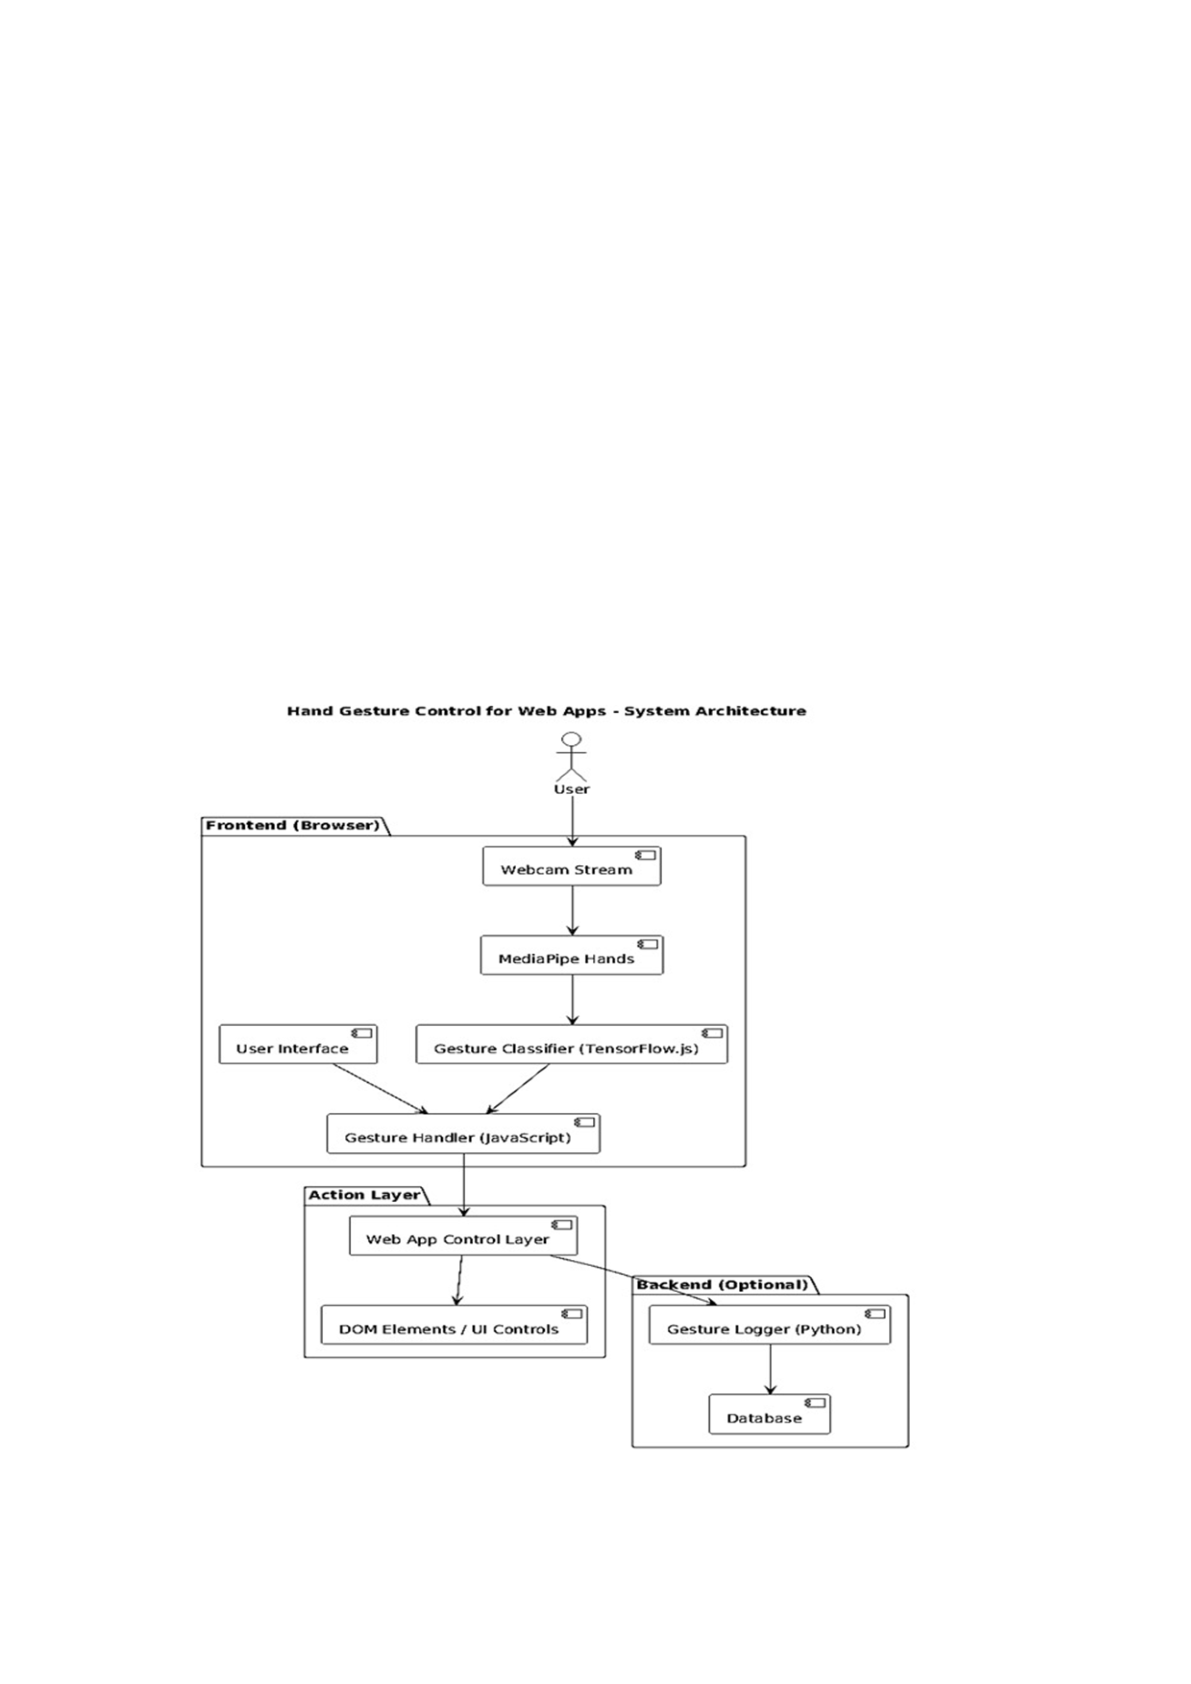 Hand Gesture Control for Web Apps - System Architecture
User
Frontend (Browser)
Webcam Stream
MediaPipe Hands
User Interface
Gesture Classifier (TensorFlow.js)
Gesture Handler (JavaScript)
Action Layer
Web App Control Layer
Backend (Optional)
DOM Elements / UI Controls
Gesture Logger (Python)
Database